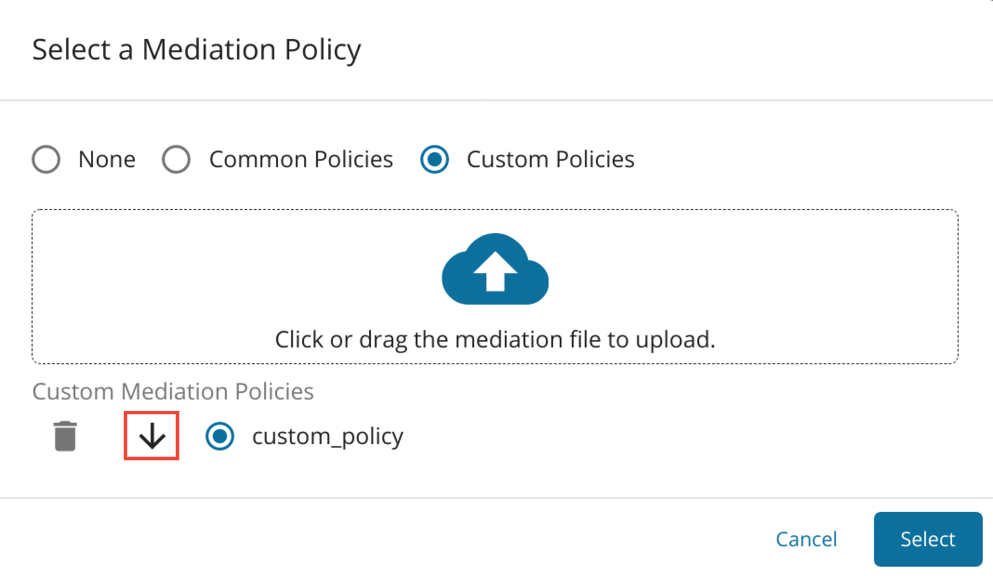 Select a Mediation Policy
None Common Policies Custom Policies
Click or drag the mediation file to upload.
Custom Mediation Policies
custom_policy
Cancel Select